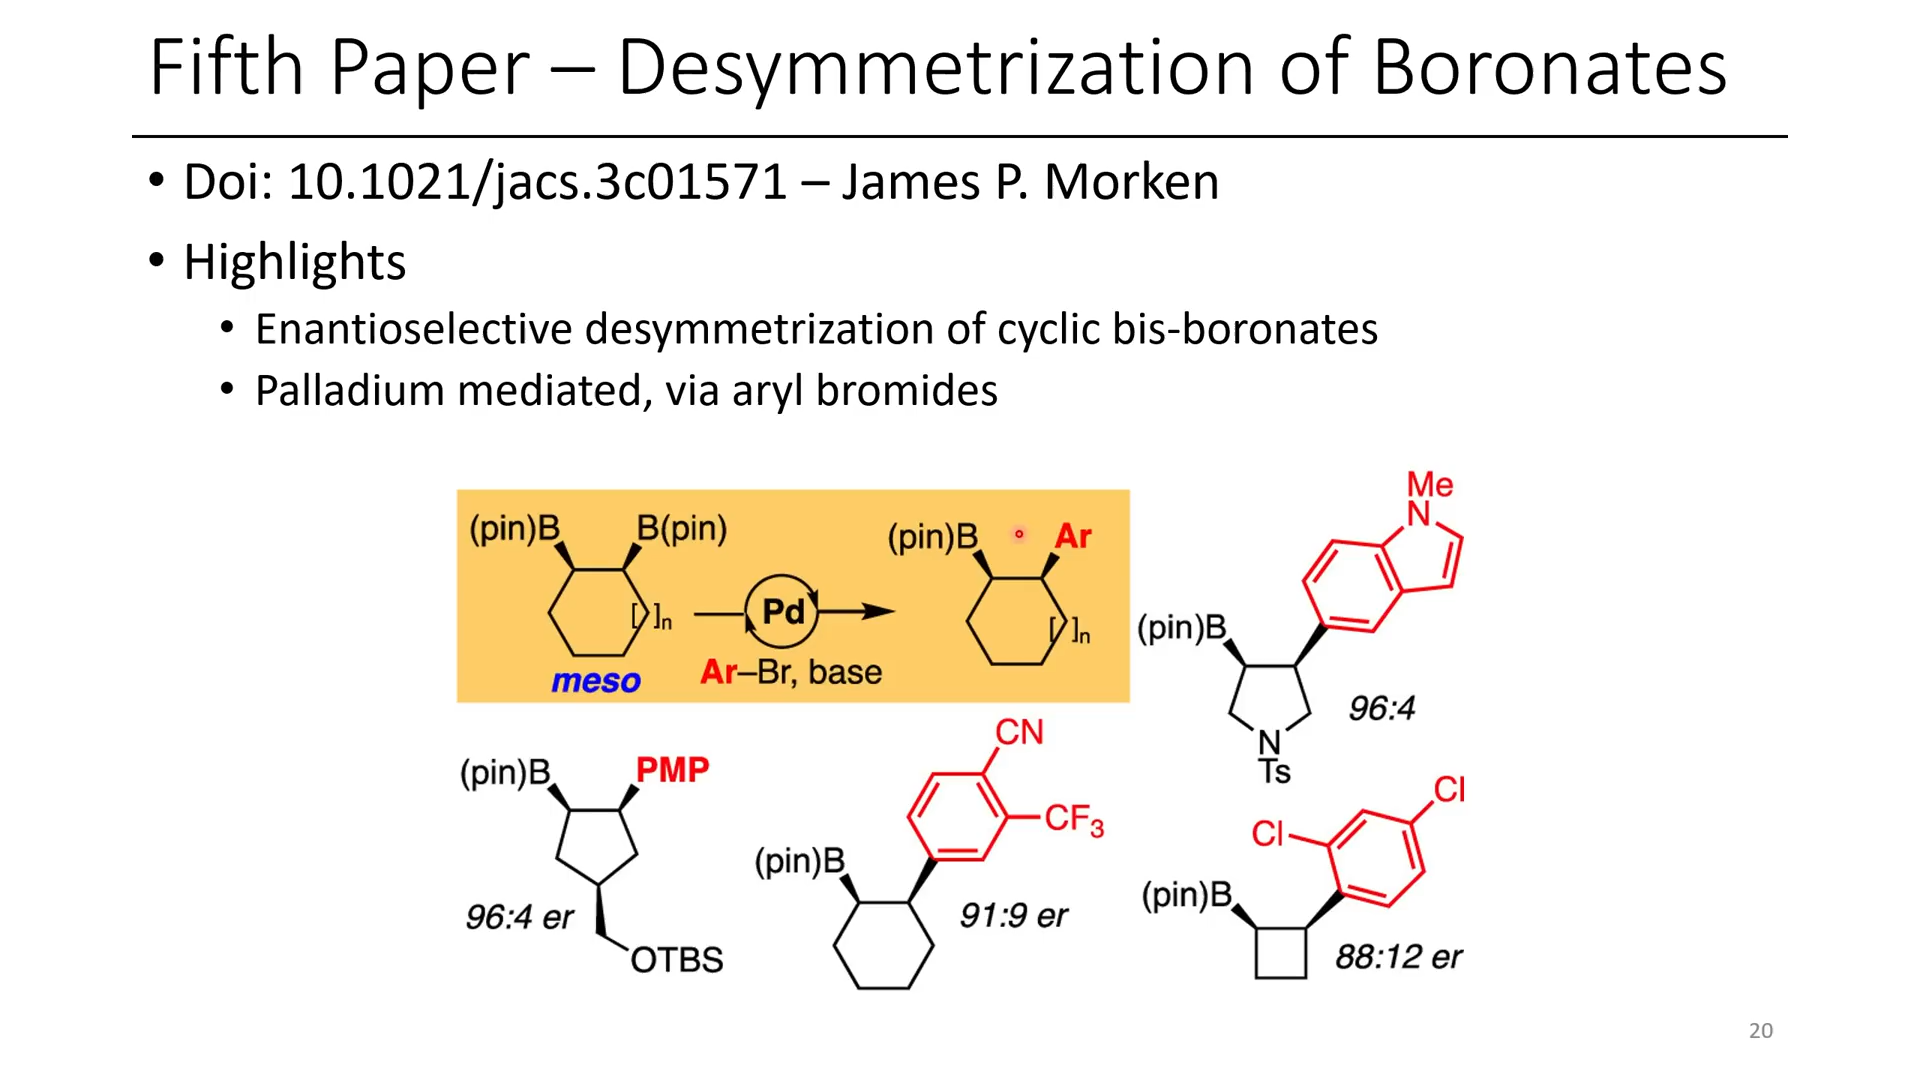 Fifth Paper – Desymmetrization of Boronates
• Doi: 10.1021/jacs.3c01571 – James P. Morken
• Highlights
• Enantioselective desymmetrization of cyclic bis-boronates
• Palladium mediated, via aryl bromides
(pin)B B(pin)
[ ]n
meso
Pd
Ar–Br, base
(pin)B Ar
[ ]n
Me
N
(pin)B
N
Ts
96:4
(pin)B PMP
96:4 er
OTBS
CN
CF3
(pin)B
91:9 er
Cl
Cl
(pin)B
88:12 er
20